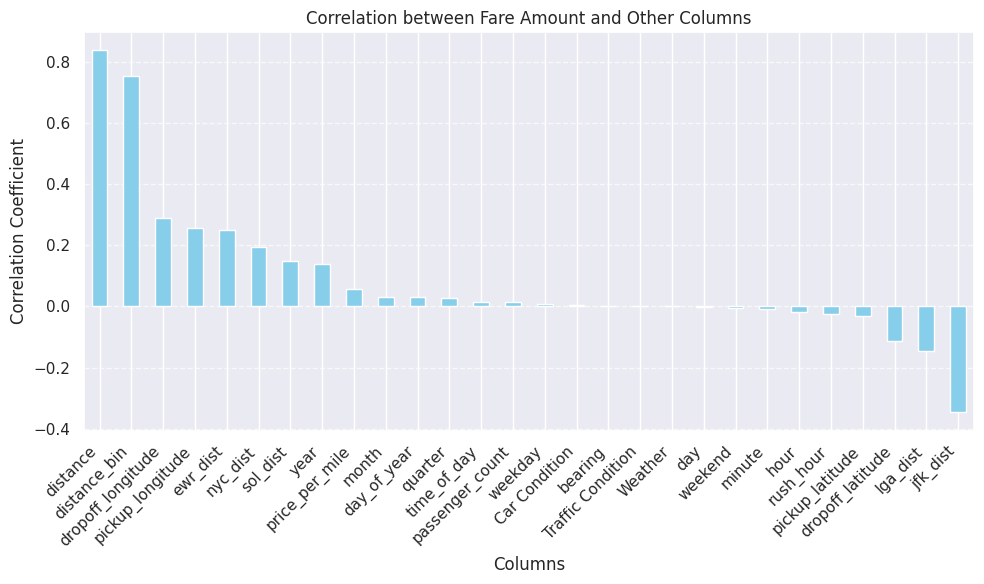 Correlation between Fare Amount and Other Columns
Correlation Coefficient
0.8
0.6
0.4
0.2
0.0
−0.2
−0.4
distance
distance_bin
dropoff_longitude
pickup_longitude
ewr_dist
nyc_dist
sol_dist
year
price_per_mile
month
day_of_year
quarter
time_of_day
passenger_count
weekday
Car Condition
bearing
Traffic Condition
Weather
day
weekend
minute
hour
rush_hour
pickup_latitude
dropoff_latitude
lga_dist
jfk_dist
Columns